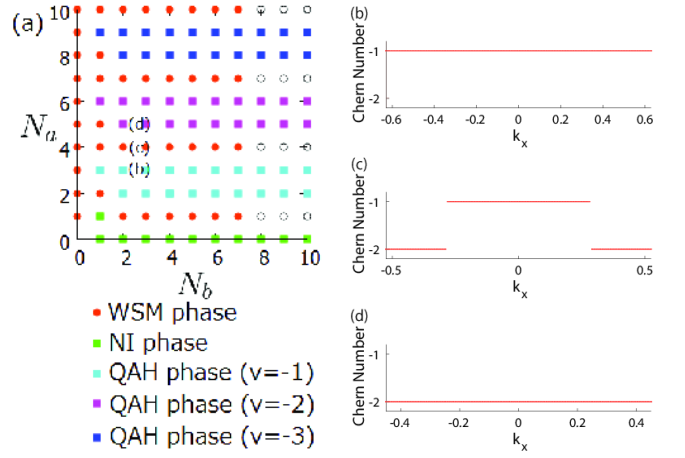 (a)
10
8
6
4
2
0
N_a
(d)
(c)
(b)
0 2 4 6 8 10
N_b
WSM phase
NI phase
QAH phase (v=-1)
QAH phase (v=-2)
QAH phase (v=-3)
(b)
Chern Number
-1
-2
-0.6 -0.4 -0.2 0 0.2 0.4 0.6
k_x
(c)
Chern Number
-1
-2
-0.5 0 0.5
k_x
(d)
Chern Number
-1
-2
-0.4 -0.2 0 0.2 0.4
k_x